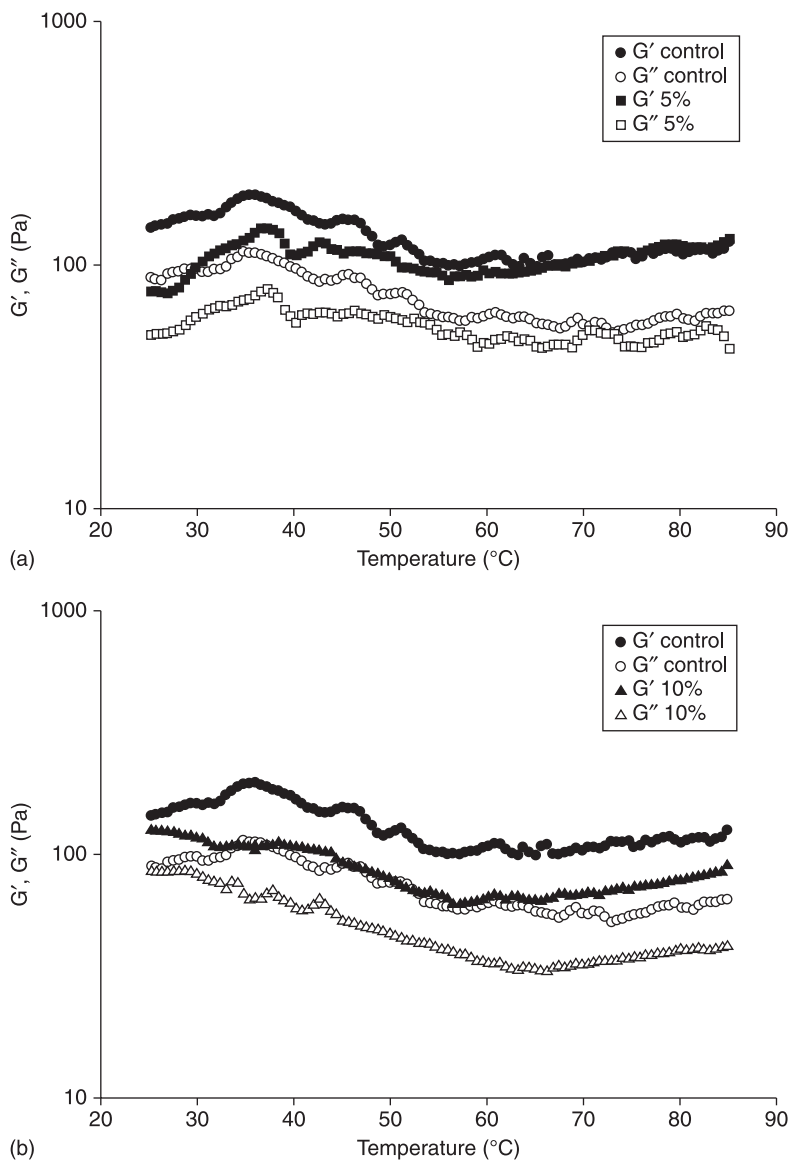 1000
100
10
G′, G″ (Pa)
G′ control
G″ control
G′ 5%
G″ 5%
20 30 40 50 60 70 80 90
(a)
Temperature (°C)
1000
100
10
G′, G″ (Pa)
G′ control
G″ control
G′ 10%
G″ 10%
20 30 40 50 60 70 80 90
(b)
Temperature (°C)